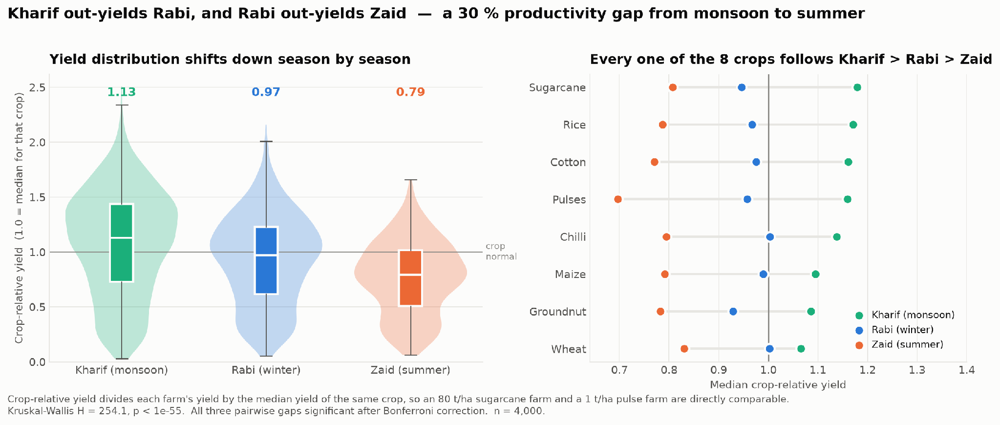 Kharif out-yields Rabi, and Rabi out-yields Zaid — a 30 % productivity gap from monsoon to summer
Yield distribution shifts down season by season
Crop-relative yield (1.0 = median for that crop)
2.5
2.0
1.5
1.0
0.5
0.0
1.13
0.97
0.79
crop
normal
Kharif (monsoon)
Rabi (winter)
Zaid (summer)
Every one of the 8 crops follows Kharif > Rabi > Zaid
Sugarcane
Rice
Cotton
Pulses
Chilli
Maize
Groundnut
Wheat
Kharif (monsoon)
Rabi (winter)
Zaid (summer)
0.7
0.8
0.9
1.0
1.1
1.2
1.3
1.4
Median crop-relative yield
Crop-relative yield divides each farm's yield by the median yield of the same crop, so an 80 t/ha sugarcane farm and a 1 t/ha pulse farm are directly comparable.
Kruskal-Wallis H = 254.1, p < 1e-55. All three pairwise gaps significant after Bonferroni correction. n = 4,000.